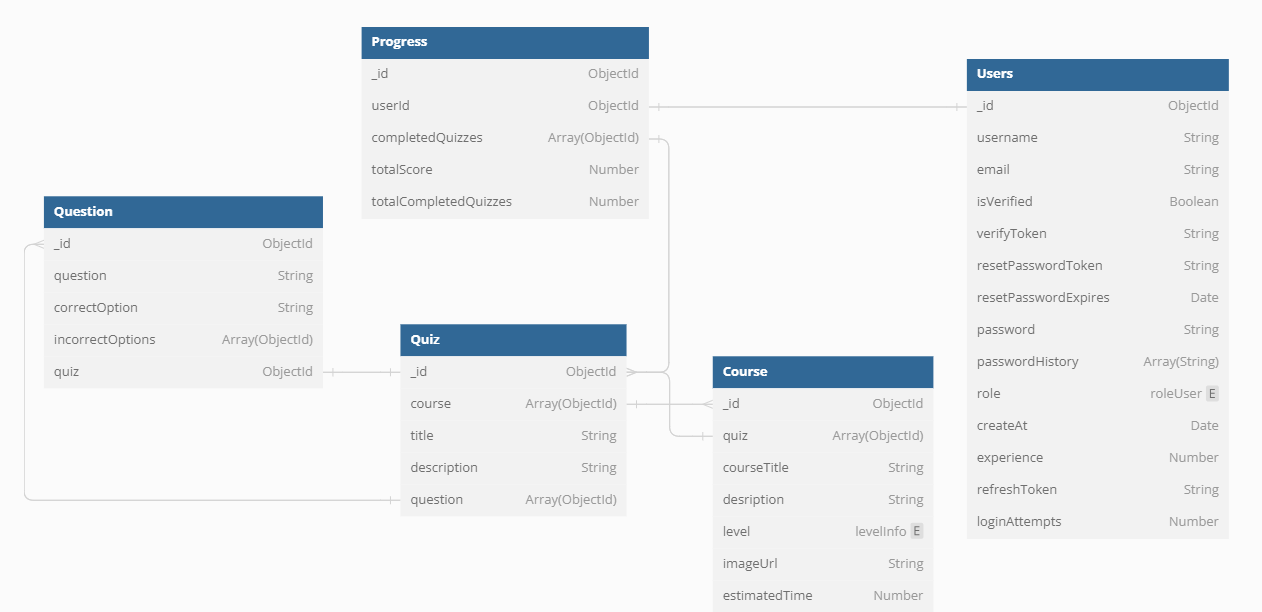 Progress
_id ObjectId
userId ObjectId
completedQuizzes Array(ObjectId)
totalScore Number
totalCompletedQuizzes Number
Users
_id ObjectId
username String
email String
isVerified Boolean
verifyToken String
resetPasswordToken String
resetPasswordExpires Date
password String
passwordHistory Array(String)
role roleUser E
createAt Date
experience Number
refreshToken String
loginAttempts Number
Question
_id ObjectId
question String
correctOption String
incorrectOptions Array(ObjectId)
quiz ObjectId
Quiz
_id ObjectId
course Array(ObjectId)
title String
description String
question Array(ObjectId)
Course
_id ObjectId
quiz Array(ObjectId)
courseTitle String
desription String
level levelInfo E
imageUrl String
estimatedTime Number